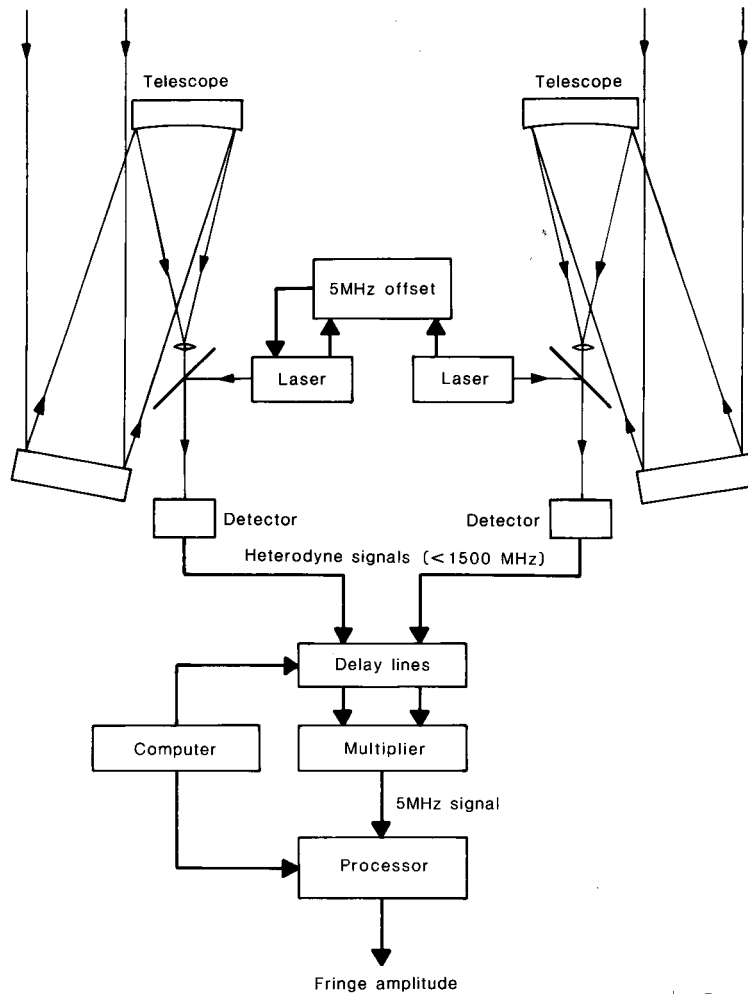 Telescope
Telescope
5MHz offset
Laser
Laser
Detector
Detector
Heterodyne signals (<1500 MHz)
Delay lines
Computer
Multiplier
5MHz signal
Processor
Fringe amplitude